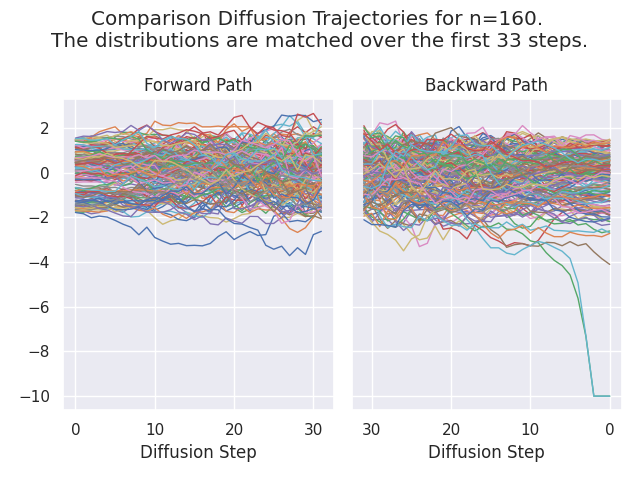 Comparison Diffusion Trajectories for n=160.
The distributions are matched over the first 33 steps.
Forward Path
Backward Path
2
0
−2
−4
−6
−8
−10
0 10 20 30
30 20 10 0
Diffusion Step
Diffusion Step